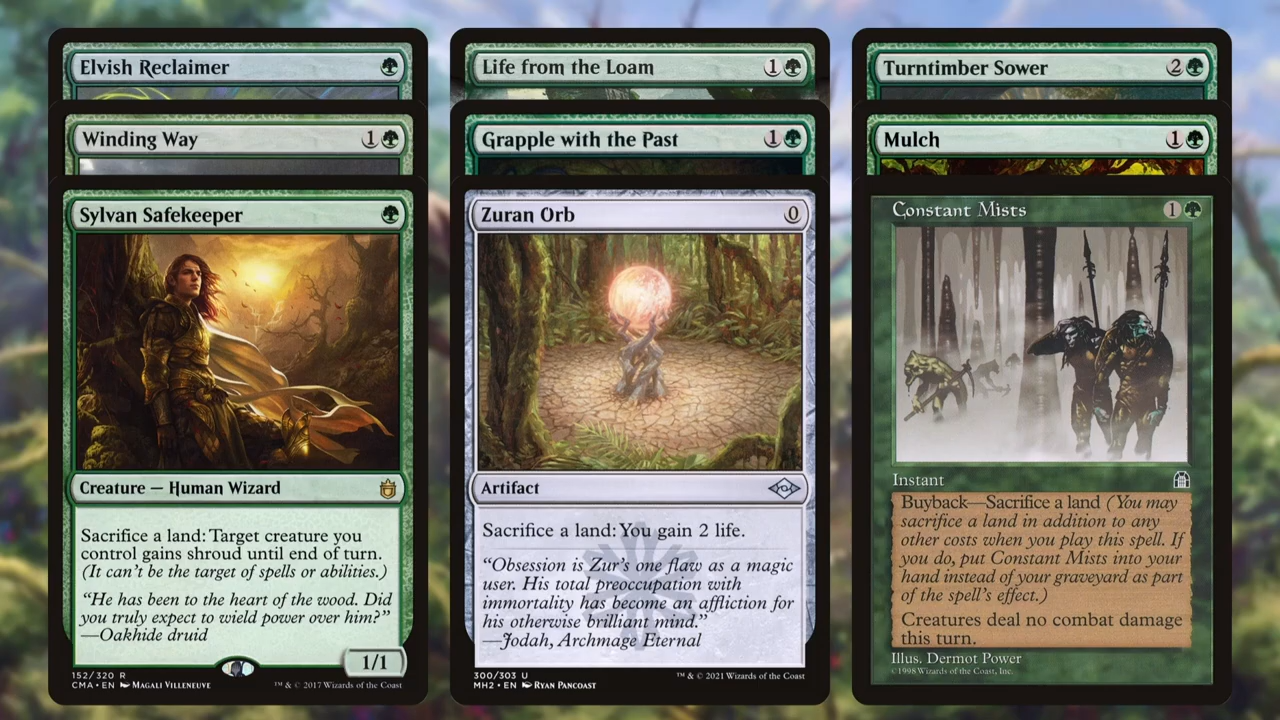 Elvish Reclaimer
Winding Way 1
Sylvan Safekeeper
Creature — Human Wizard
Sacrifice a land: Target creature you
control gains shroud until end of turn.
(It can't be the target of spells or abilities.)
"He has been to the heart of the wood. Did
you truly expect to wield power over him?"
—Oakhide druid
1/1
152/320 R
CMA • EN Magali Villeneuve
™ & © 2017 Wizards of the Coast
Life from the Loam 1
Grapple with the Past 1
Zuran Orb 0
Artifact
Sacrifice a land: You gain 2 life.
"Obsession is Zur's one flaw as a magic
user. His total preoccupation with
immortality has become an affliction for
his otherwise brilliant mind."
—Jodah, Archmage Eternal
300/303 U
MH2 • EN Ryan Pancoast
™ & © 2021 Wizards of the Coast
Turntimber Sower 2
Mulch 1
Constant Mists 1
Instant
Buyback—Sacrifice a land (You may
sacrifice a land in addition to any
other costs when you play this spell. If
you do, put Constant Mists into your
hand instead of your graveyard as part
of the spell's effect.)
Creatures deal no combat damage
this turn.
Illus. Dermot Power
© 1998 Wizards of the Coast, Inc.